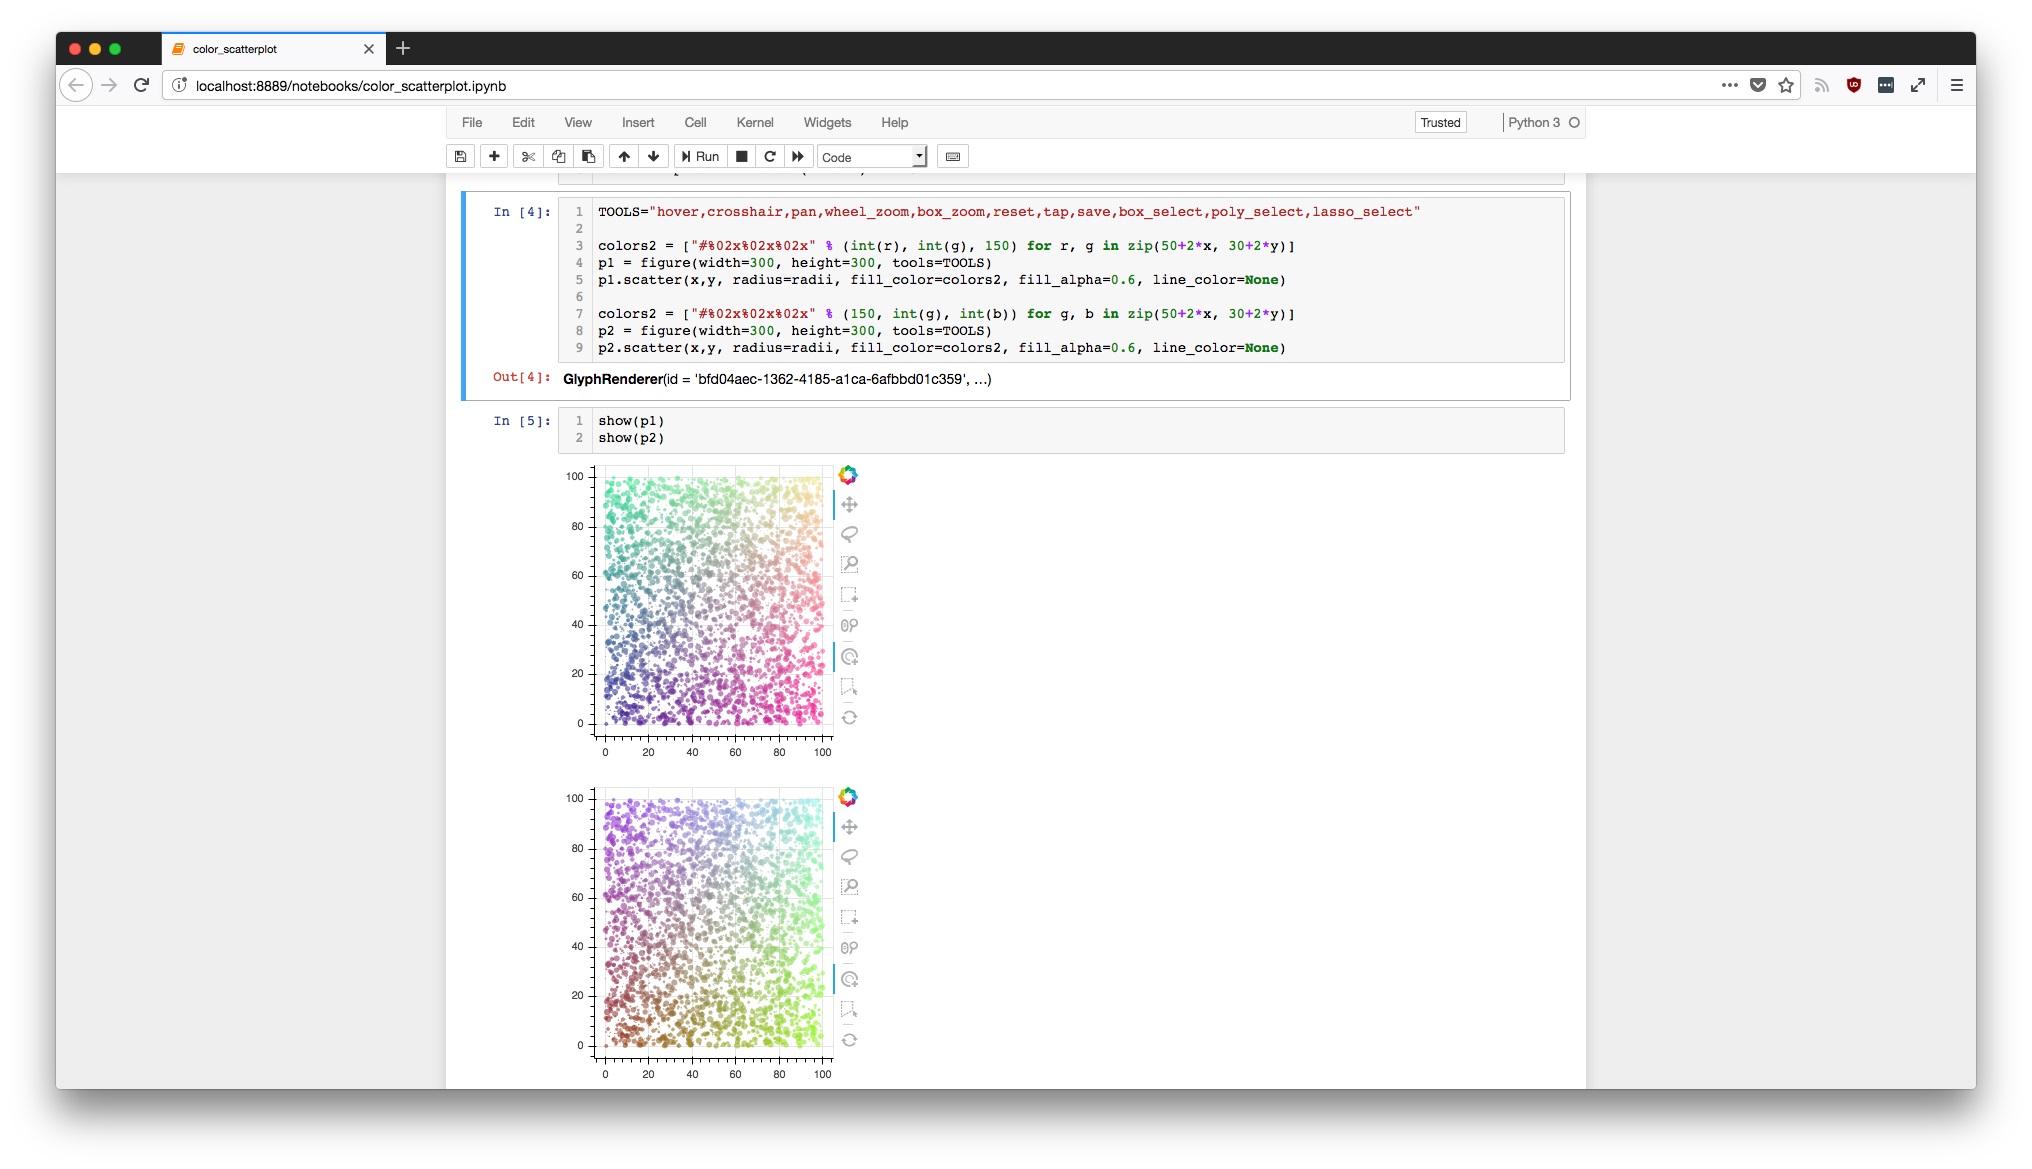 color_scatterplot
localhost:8889/notebooks/color_scatterplot.ipynb
File Edit View Insert Cell Kernel Widgets Help Trusted Python 3
Run Code
In [4]:
1 TOOLS="hover,crosshair,pan,wheel_zoom,box_zoom,reset,tap,save,box_select,poly_select,lasso_select"
2
3 colors2 = ["#%02x%02x%02x" % (int(r), int(g), 150) for r, g in zip(50+2*x, 30+2*y)]
4 p1 = figure(width=300, height=300, tools=TOOLS)
5 p1.scatter(x,y, radius=radii, fill_color=colors2, fill_alpha=0.6, line_color=None)
6
7 colors2 = ["#%02x%02x%02x" % (150, int(g), int(b)) for g, b in zip(50+2*x, 30+2*y)]
8 p2 = figure(width=300, height=300, tools=TOOLS)
9 p2.scatter(x,y, radius=radii, fill_color=colors2, fill_alpha=0.6, line_color=None)
Out[4]: GlyphRenderer(id = 'bfd04aec-1362-4185-a1ca-6afbbd01c359', ...)
In [5]:
1 show(p1)
2 show(p2)
100
80
60
40
20
0
0 20 40 60 80 100
100
80
60
40
20
0
0 20 40 60 80 100